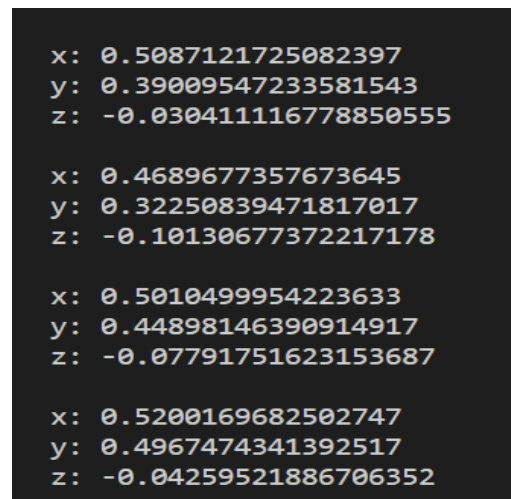 x: 0.5087121725082397
y: 0.39009547233581543
z: -0.030411116778850555
x: 0.4689677357673645
y: 0.32250839471817017
z: -0.10130677372217178
x: 0.5010499954223633
y: 0.44898146390914917
z: -0.07791751623153687
x: 0.5200169682502747
y: 0.4967474341392517
z: -0.04259521886706352